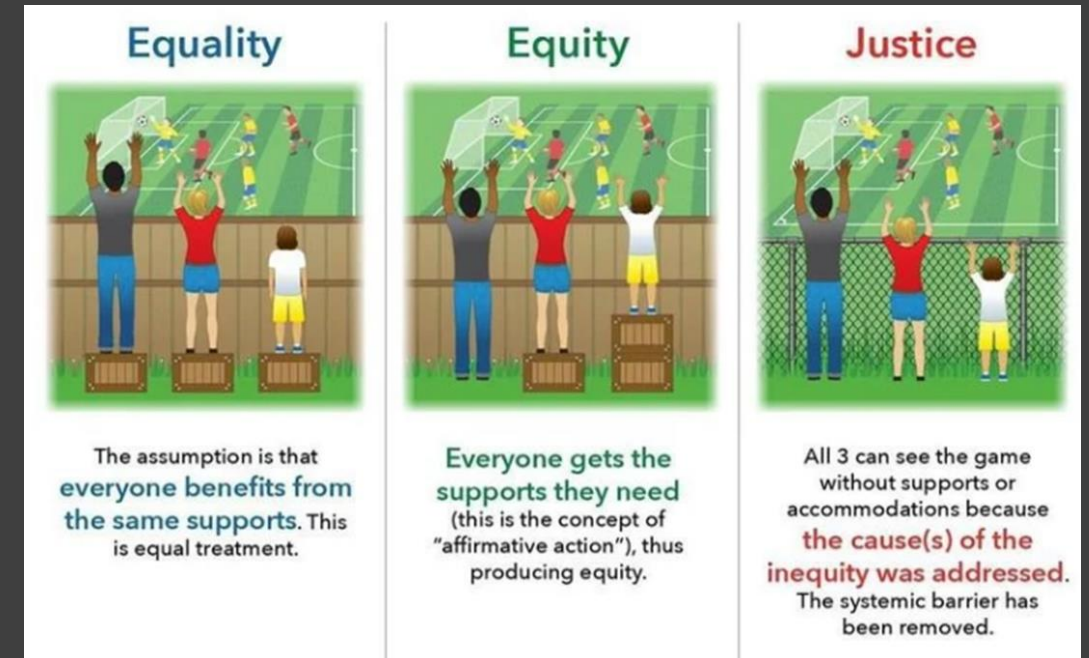 Equality
The assumption is that
everyone benefits from
the same supports. This
is equal treatment.
Equity
Everyone gets the
supports they need
(this is the concept of
"affirmative action"), thus
producing equity.
Justice
All 3 can see the game
without supports or
accommodations because
the cause(s) of the
inequity was addressed.
The systemic barrier has
been removed.